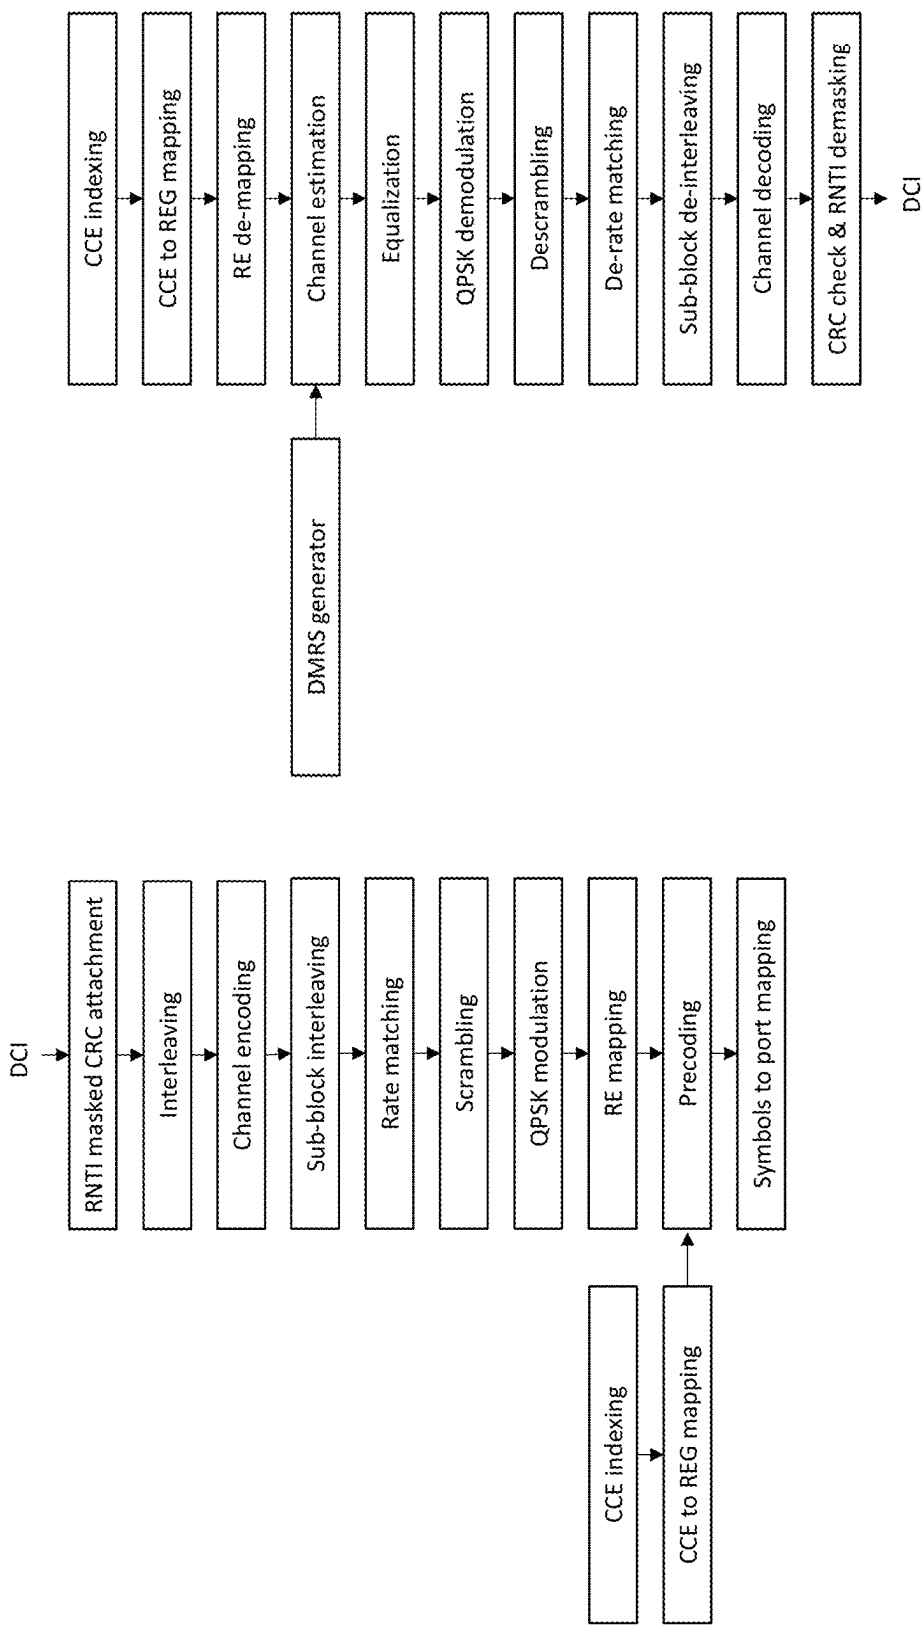 DCI
RNTI masked CRC attachment
Interleaving
Channel encoding
Sub-block interleaving
Rate matching
Scrambling
QPSK modulation
RE mapping
Precoding
Symbols to port mapping
CCE indexing
CCE to REG mapping
CCE indexing
CCE to REG mapping
RE de-mapping
Channel estimation
Equalization
QPSK demodulation
Descrambling
De-rate matching
Sub-block de-interleaving
Channel decoding
CRC check & RNTI demasking
DCI
DMRS generator